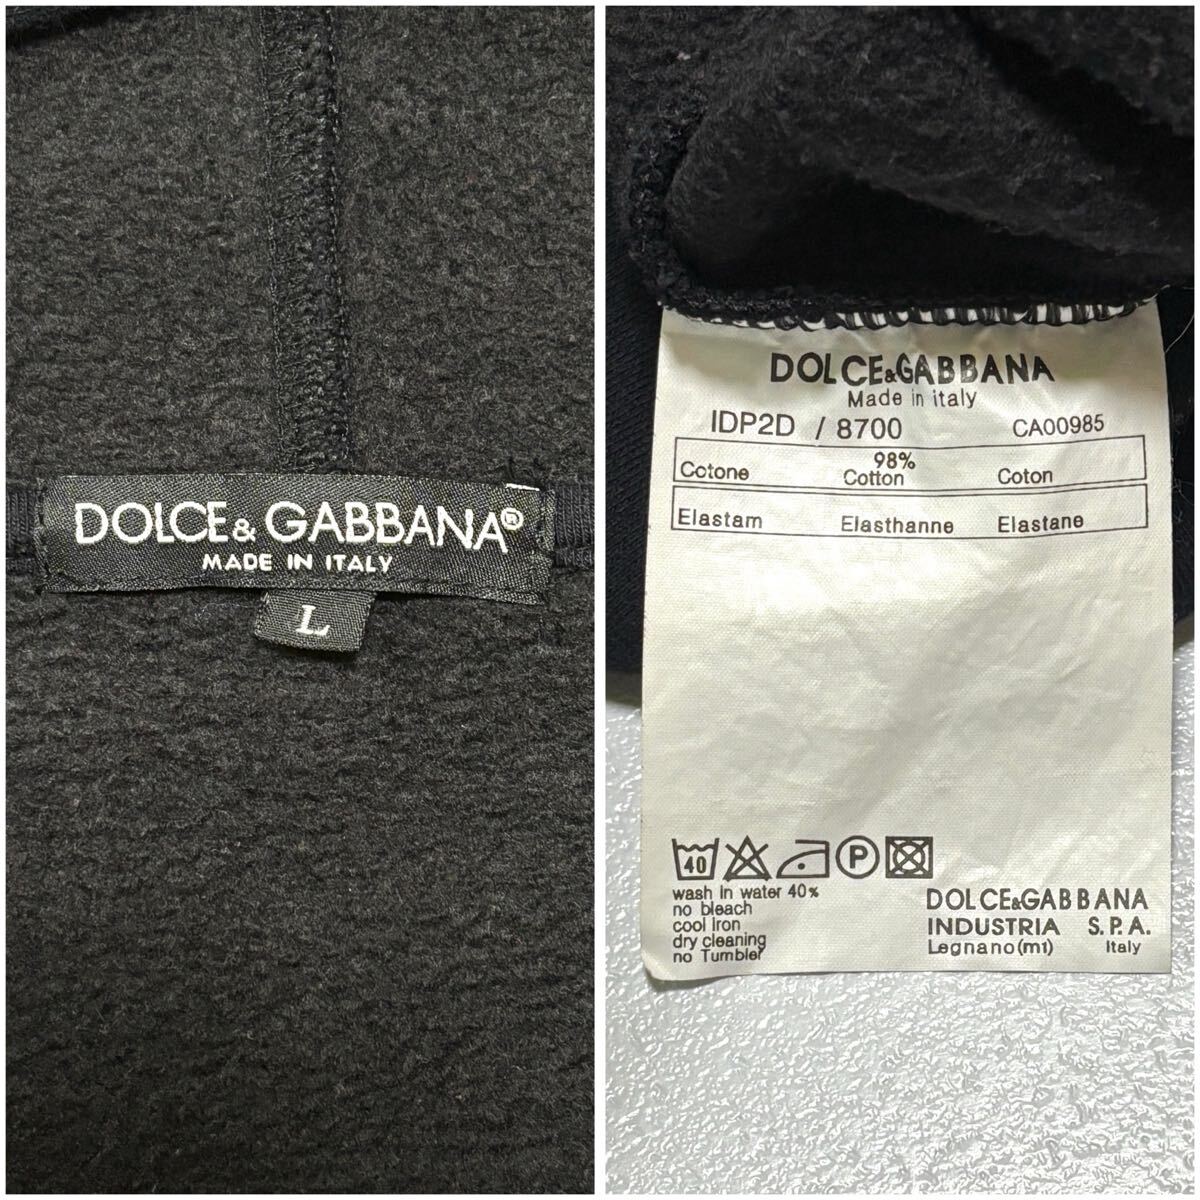 DOLCE&GABBANA®
MADE IN ITALY
L
DOLCE&GABBANA
Made in italy
IDP2D / 8700 CA00985
98%
Cotone Cotton Coton
Elastam Elasthanne Elastane
40 P
wash in water 40%
no bleach
cool Iron
dry cleaning
no Tumbler
DOLCE&GABBANA
INDUSTRIA S.P.A.
Legnano(m1) Italy